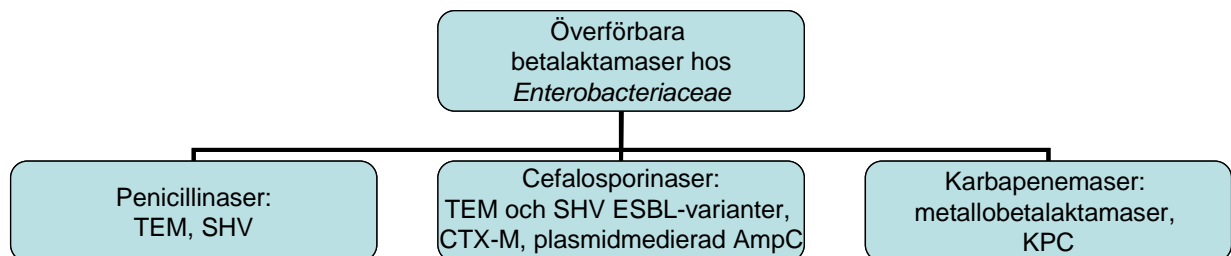 Överförbara
betalaktamaser hos
Enterobacteriaceae
Penicillinaser:
TEM, SHV
Cefalosporinaser:
TEM och SHV ESBL-varianter,
CTX-M, plasmidmedierad AmpC
Karbapenemaser:
metallobetalaktamaser,
KPC